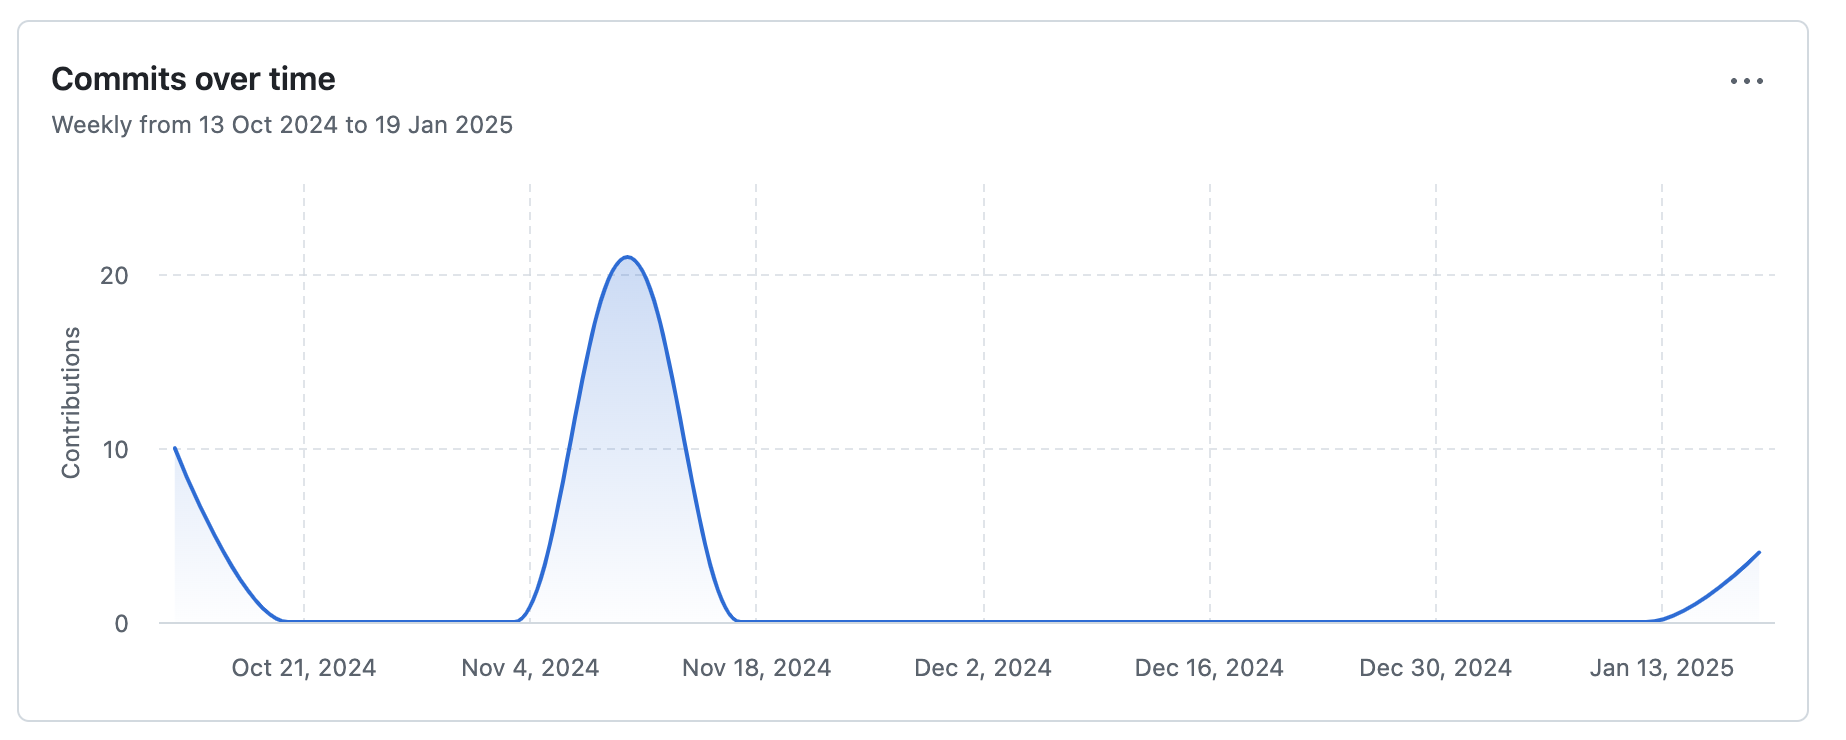 Commits over time
Weekly from 13 Oct 2024 to 19 Jan 2025
Contributions
20
10
0
Oct 21, 2024
Nov 4, 2024
Nov 18, 2024
Dec 2, 2024
Dec 16, 2024
Dec 30, 2024
Jan 13, 2025